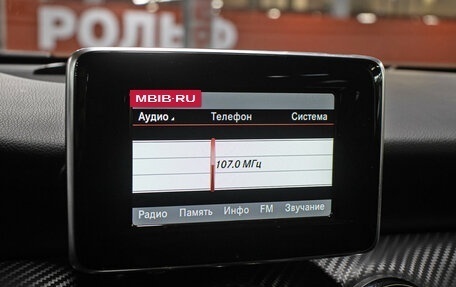 РОЛЬФ
MBIB.RU
Аудио Телефон Система
107.0 МГц
Радио Память Инфо FM Звучание